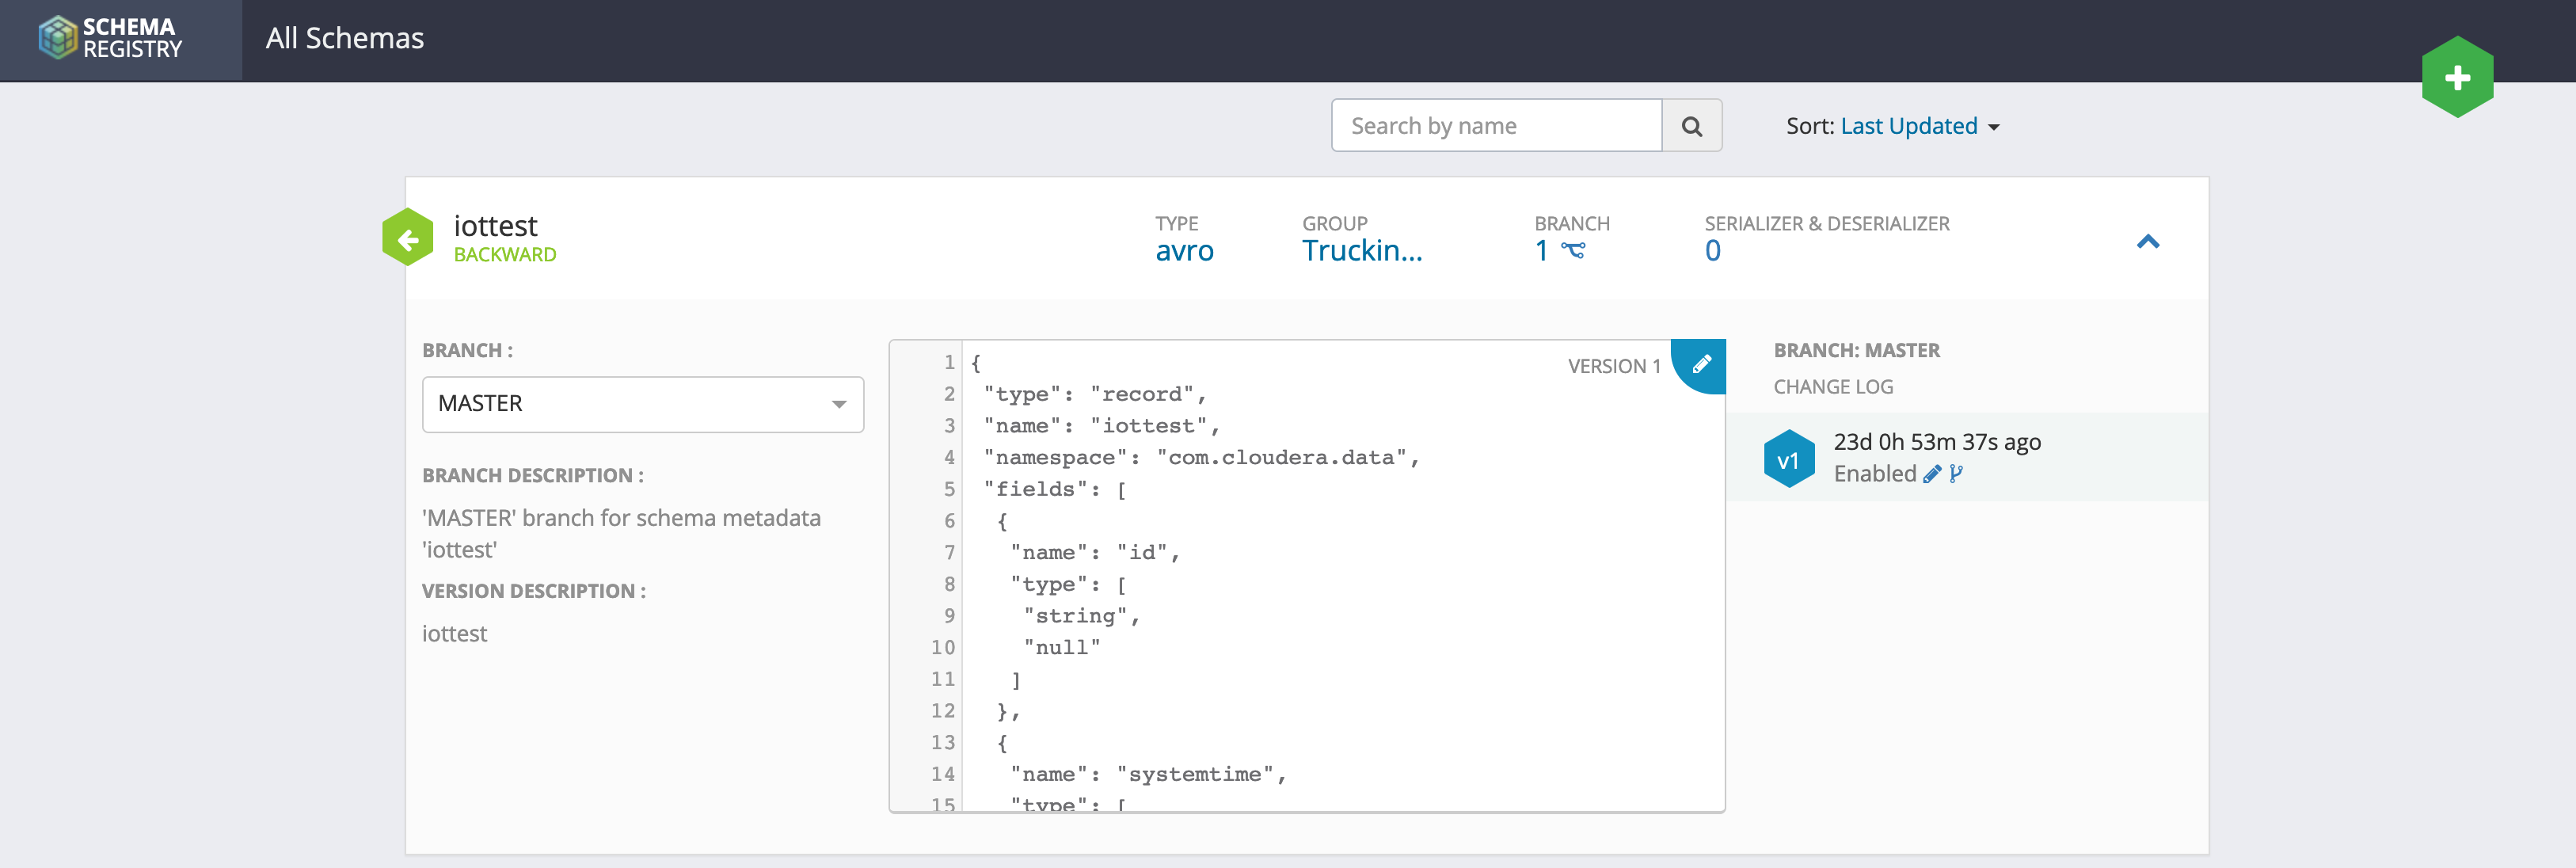 SCHEMA
REGISTRY
All Schemas
Search by name
Sort: Last Updated
iottest
BACKWARD
TYPE
avro
GROUP
Truckin...
BRANCH
1
SERIALIZER & DESERIALIZER
0
BRANCH :
MASTER
BRANCH DESCRIPTION :
'MASTER' branch for schema metadata
'iottest'
VERSION DESCRIPTION :
iottest
VERSION 1
1 {
2 "type": "record",
3 "name": "iottest",
4 "namespace": "com.cloudera.data",
5 "fields": [
6 {
7 "name": "id",
8 "type": [
9 "string",
10 "null"
11 ]
12 },
13 {
14 "name": "systemtime",
15 "type": [
BRANCH: MASTER
CHANGE LOG
v1
23d 0h 53m 37s ago
Enabled